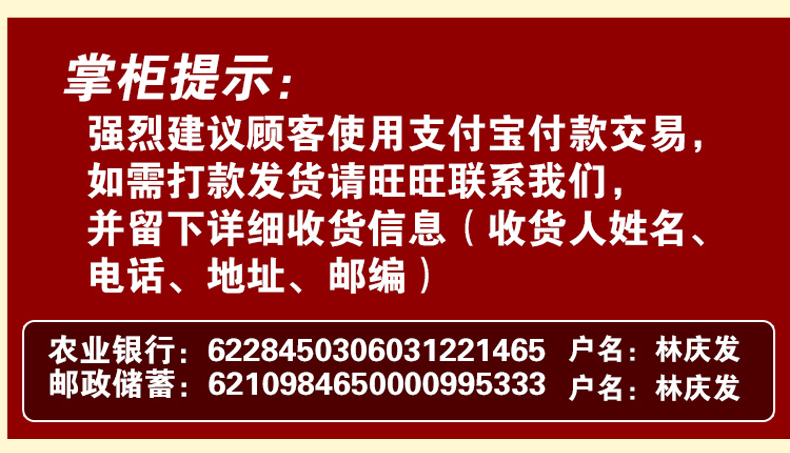 掌柜提示：
强烈建议顾客使用支付宝付款交易，
如需打款发货请旺旺联系我们，
并留下详细收货信息（收货人姓名、
电话、地址、邮编）
农业银行：6228450306031221465 户名：林庆发
邮政储蓄：6210984650000995333 户名：林庆发